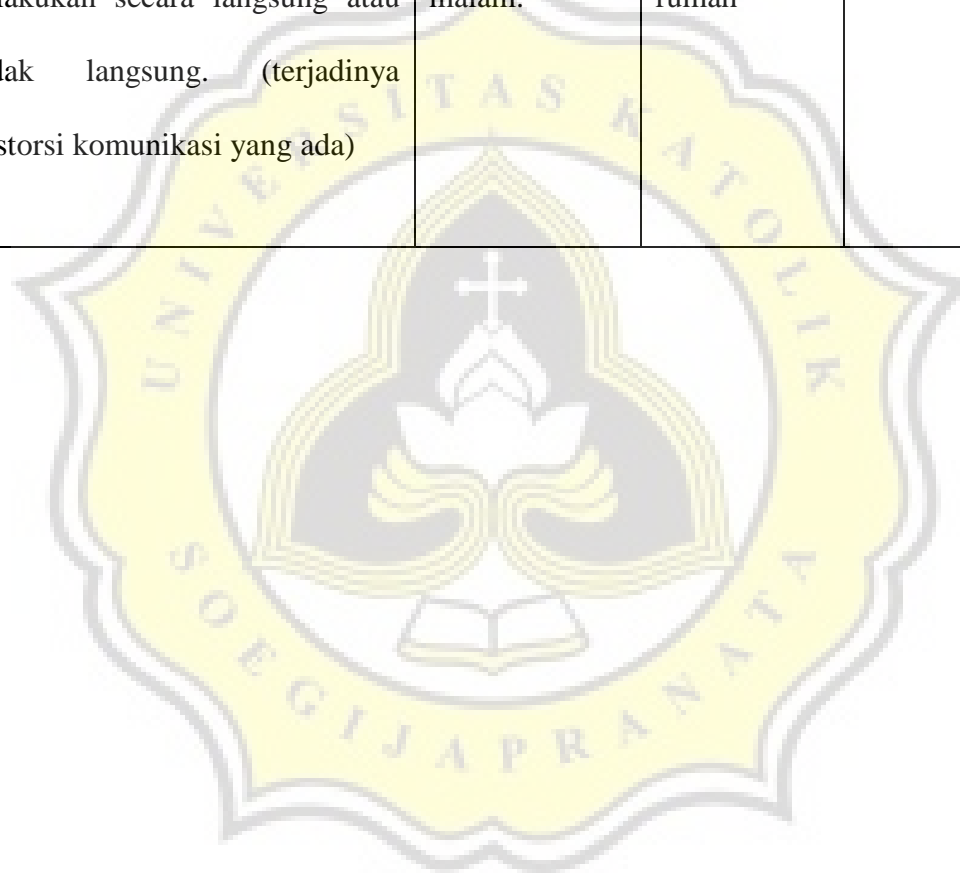 lakukan secara langsung atau malam. rumah
dak langsung. (terjadinya
storsi komunikasi yang ada)
UNIVERSITAS KATOLIK
SOEGIJAPRANATA